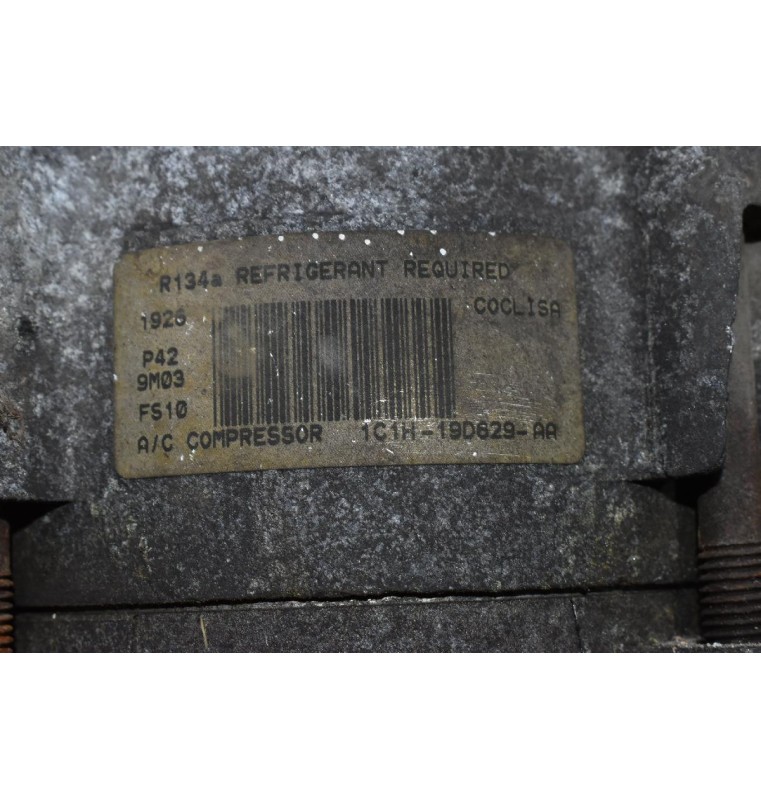 R134a REFRIGERANT REQUIRED
1926 COCLISA
P42
9M03
FS10
A/C COMPRESSOR 1C1H-19D629-AA